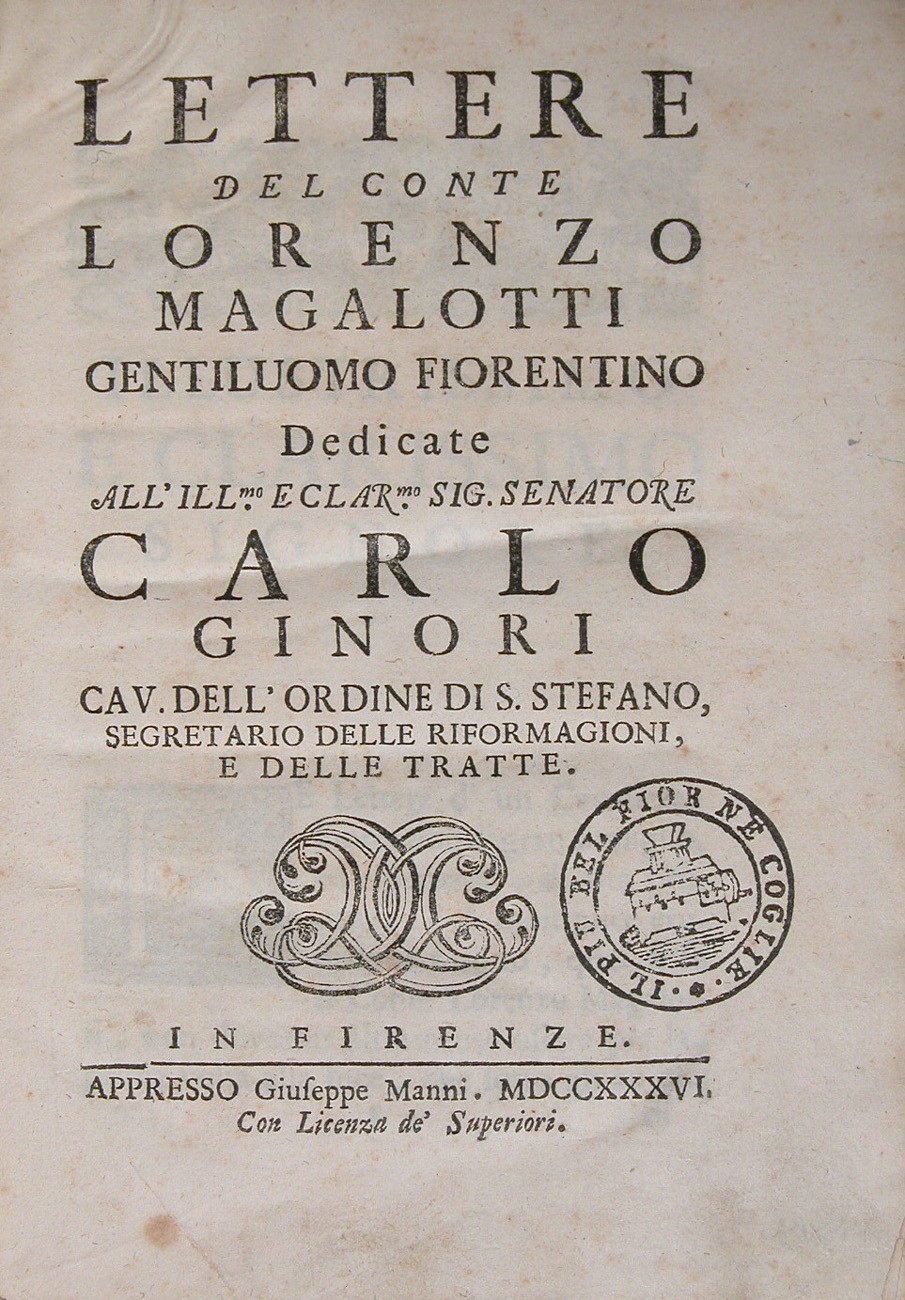 LETTERE
DEL CONTE
LORENZO
MAGALOTTI
GENTILUOMO FIORENTINO
Dedicate
ALL' ILL.mo E CLAR.mo SIG. SENATORE
CARLO
GINORI
CAV. DELL' ORDINE DI S. STEFANO,
SEGRETARIO DELLE RIFORMAGIONI,
E DELLE TRATTE.
IL PIU BEL FIOR NE COGLIE
IN FIRENZE.
APPRESSO Giuſeppe Manni. MDCCXXXVI.
Con Licenza de' Superiori.